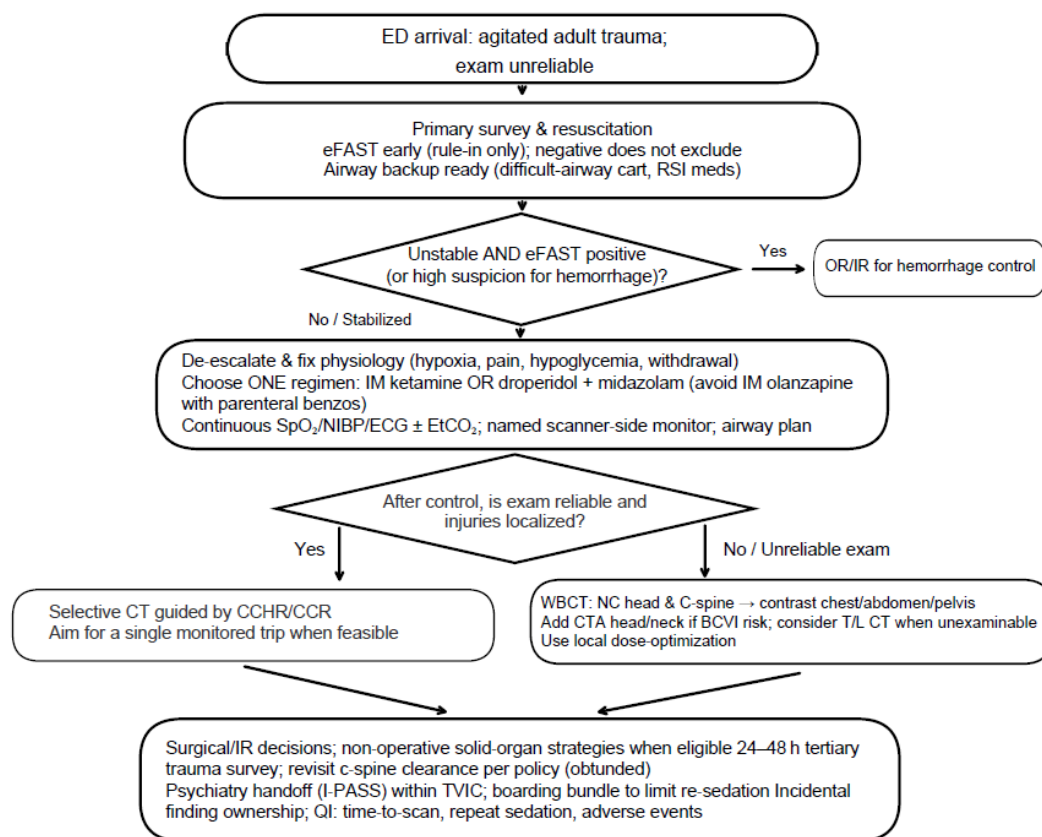 ED arrival: agitated adult trauma;
exam unreliable
Primary survey & resuscitation
eFAST early (rule-in only); negative does not exclude
Airway backup ready (difficult-airway cart, RSI meds)
Unstable AND eFAST positive
(or high suspicion for hemorrhage)?
Yes
OR/IR for hemorrhage control
No / Stabilized
De-escalate & fix physiology (hypoxia, pain, hypoglycemia, withdrawal)
Choose ONE regimen: IM ketamine OR droperidol + midazolam (avoid IM olanzapine
with parenteral benzos)
Continuous SpO₂/NIBP/ECG ± EtCO₂; named scanner-side monitor; airway plan
After control, is exam reliable and
injuries localized?
Yes
No / Unreliable exam
Selective CT guided by CCHR/CCR
Aim for a single monitored trip when feasible
WBCT: NC head & C-spine → contrast chest/abdomen/pelvis
Add CTA head/neck if BCVI risk; consider T/L CT when unexaminable
Use local dose-optimization
Surgical/IR decisions; non-operative solid-organ strategies when eligible 24–48 h tertiary
trauma survey; revisit c-spine clearance per policy (obtunded)
Psychiatry handoff (I-PASS) within TVIC; boarding bundle to limit re-sedation Incidental
finding ownership; QI: time-to-scan, repeat sedation, adverse events